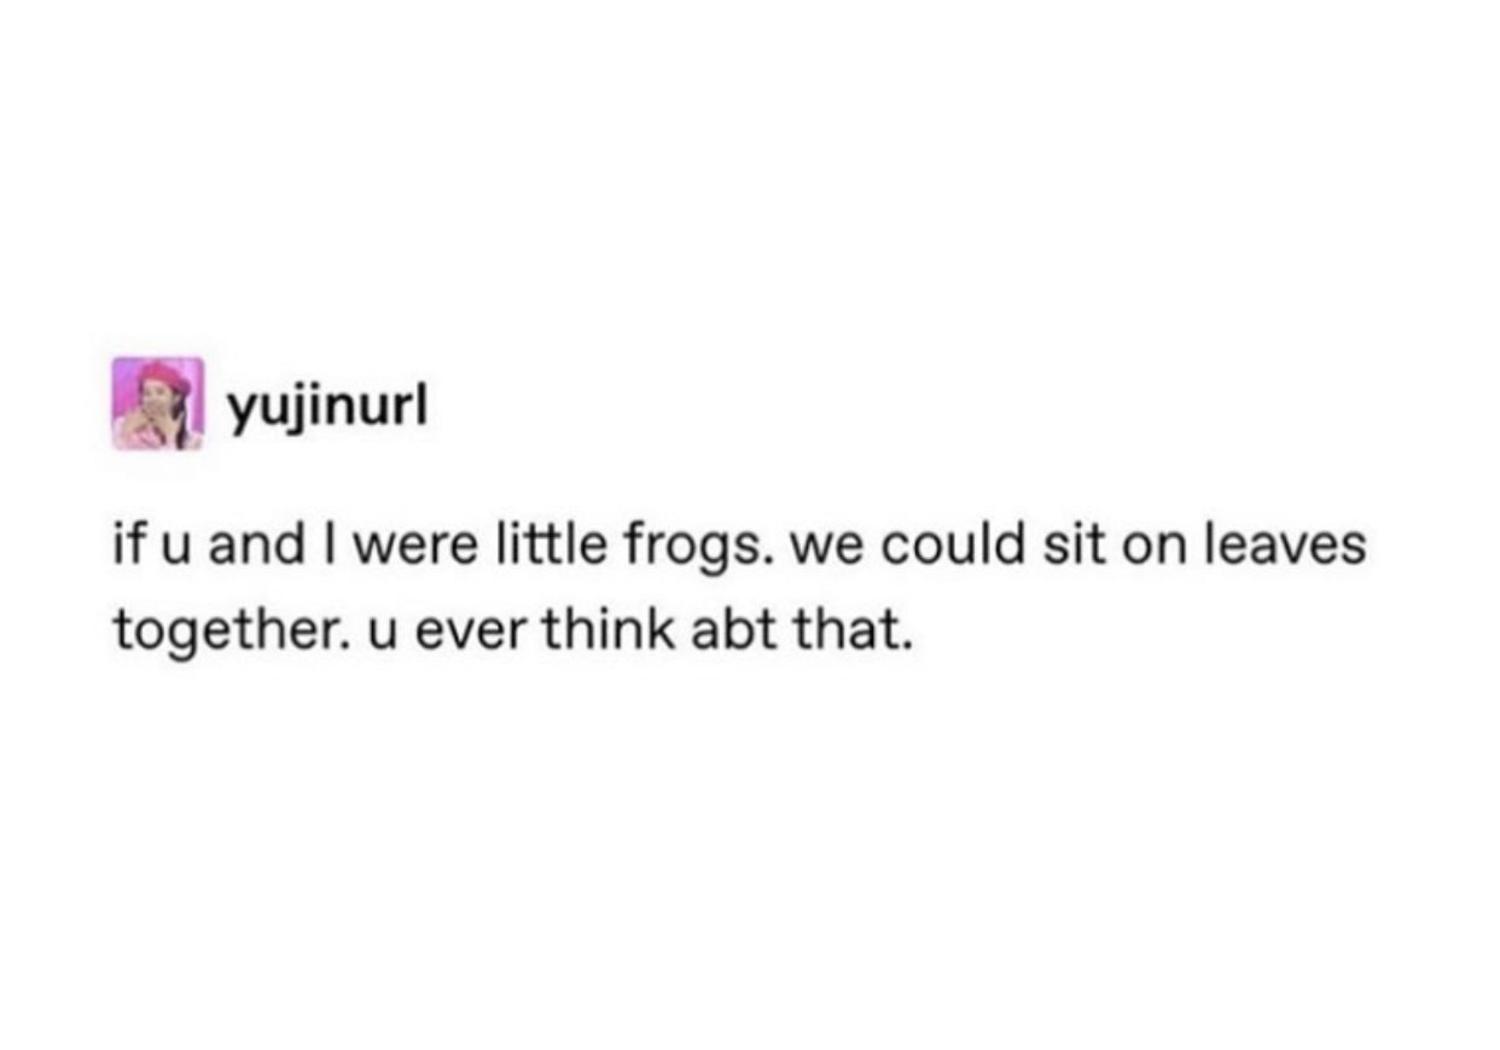 yujinurl
if u and I were little frogs. we could sit on leaves
together. u ever think abt that.